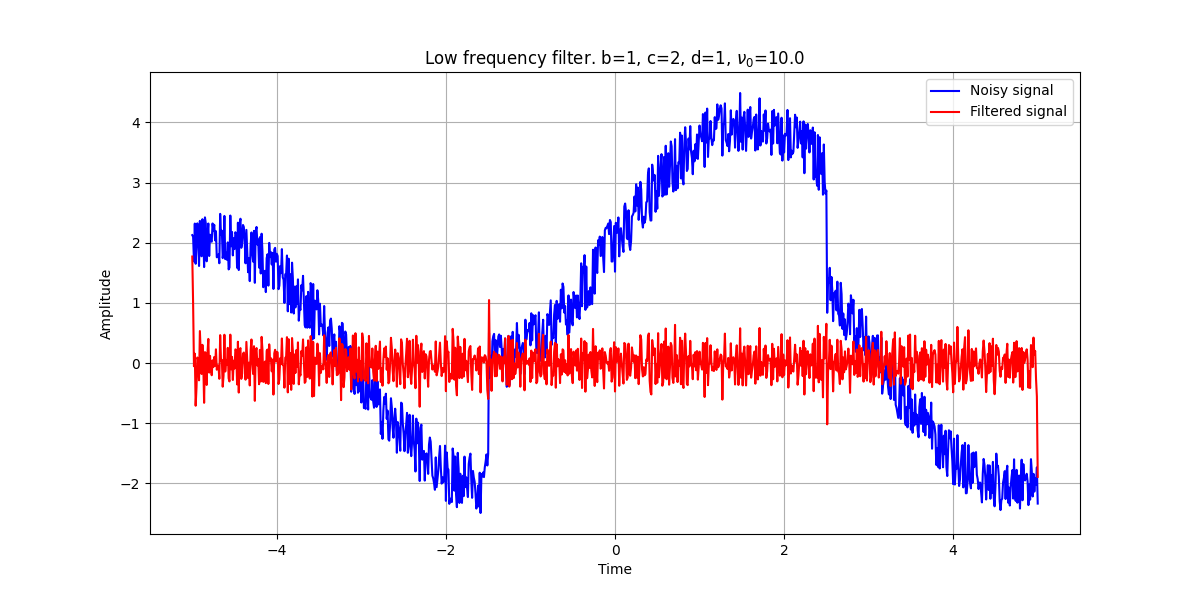 Low frequency filter. b=1, c=2, d=1, ν₀=10.0
Noisy signal
Filtered signal
Amplitude
4
3
2
1
0
−1
−2
−4
−2
0
2
4
Time